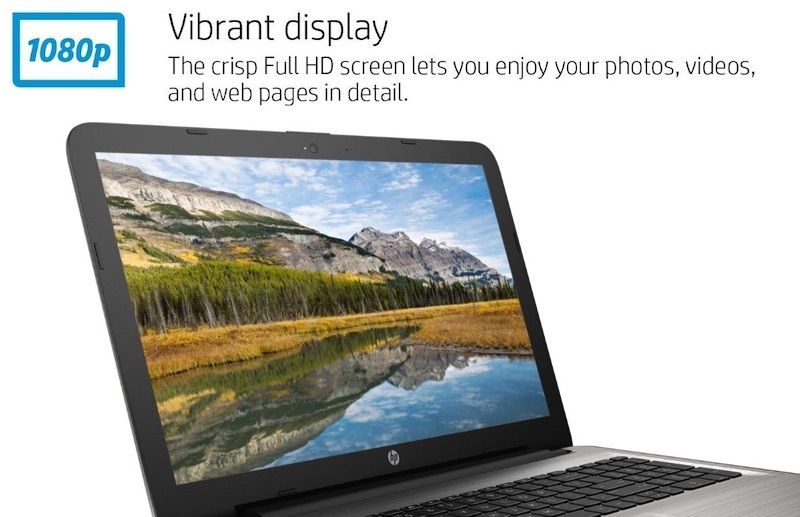 1080p
Vibrant display
The crisp Full HD screen lets you enjoy your photos, videos,
and web pages in detail.
hp